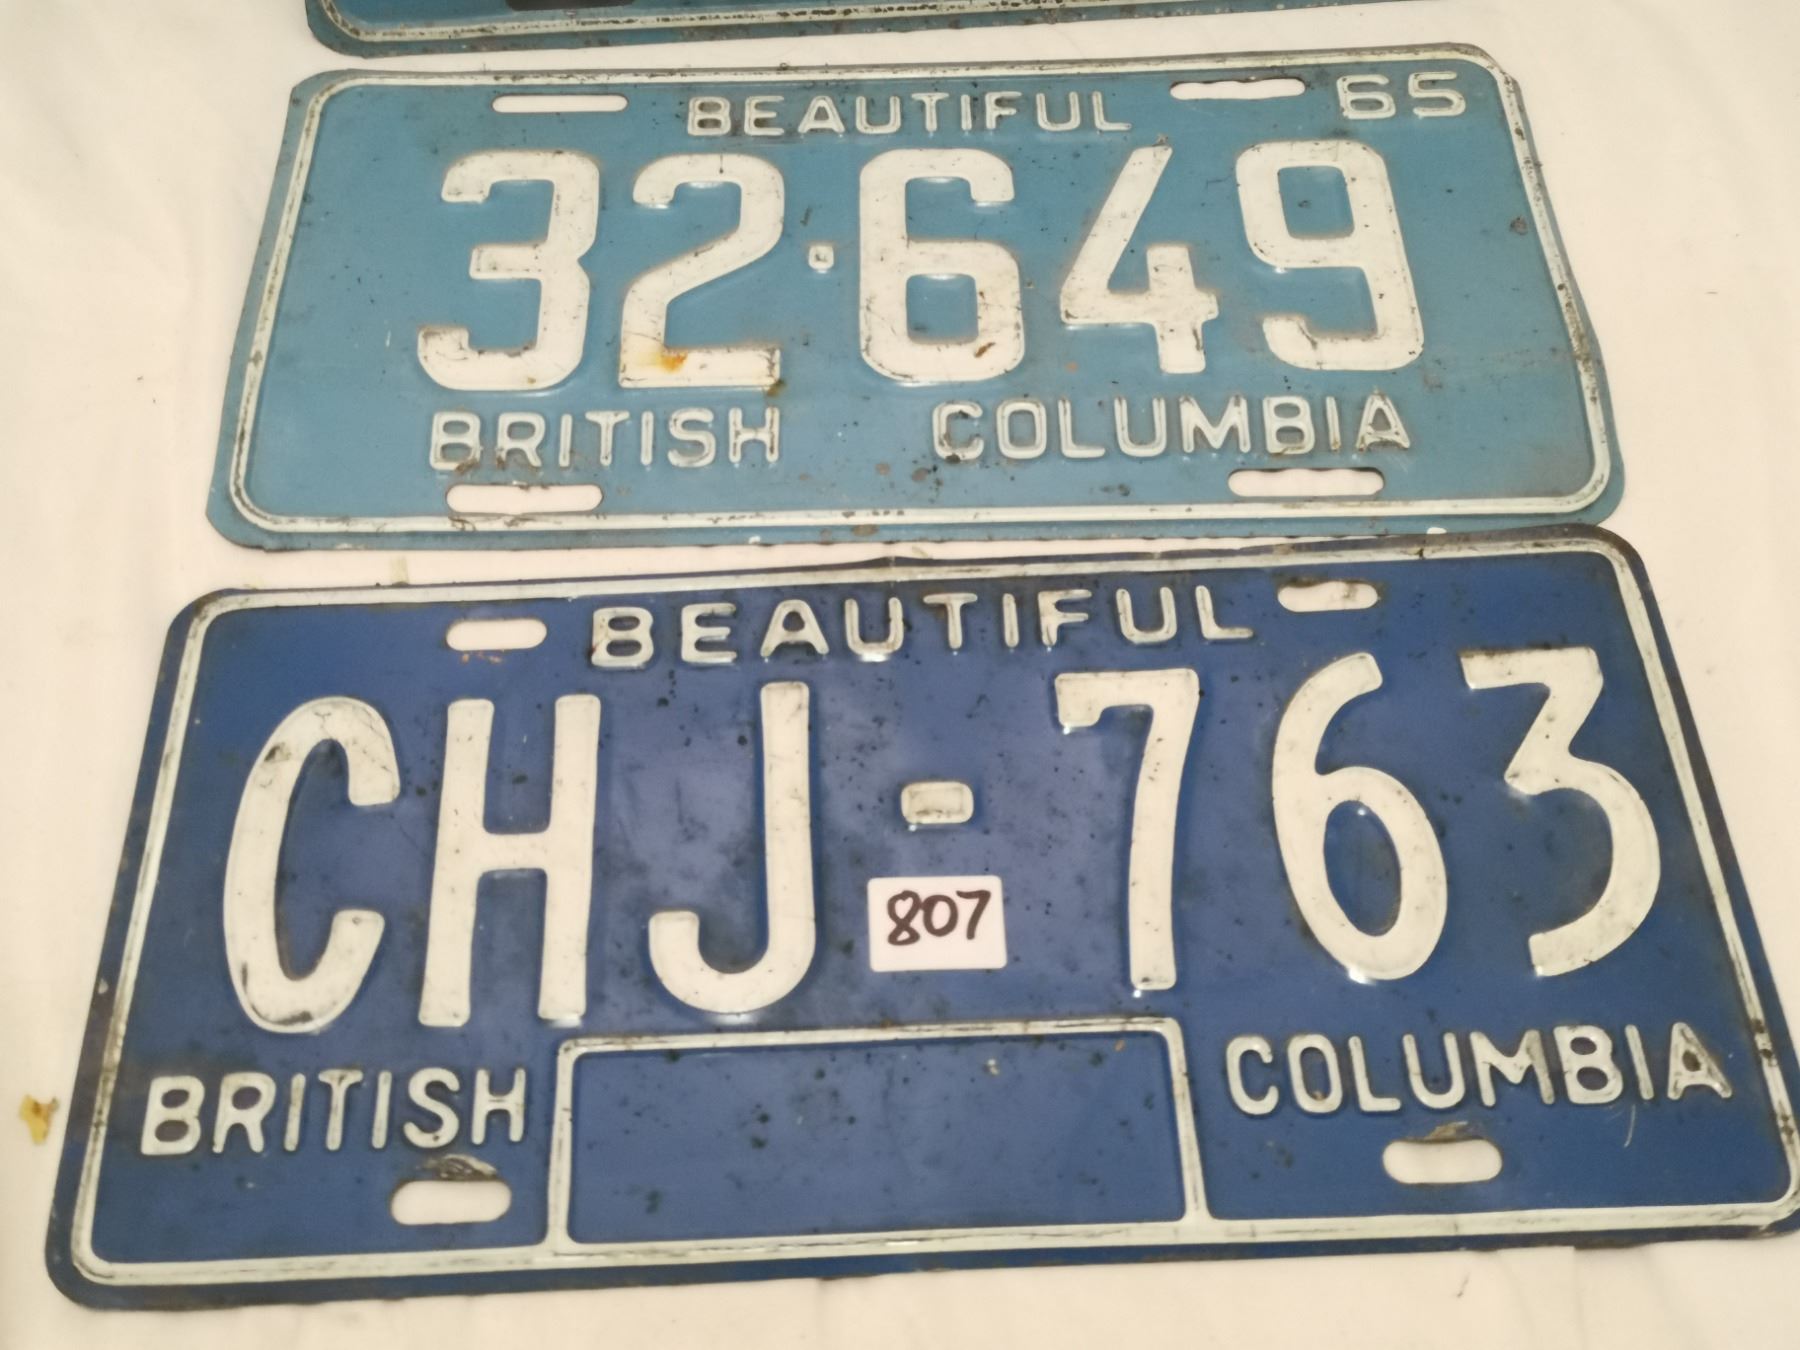 BEAUTIFUL 65
32·649
BRITISH COLUMBIA
BEAUTIFUL
CHJ-763
807
BRITISH COLUMBIA